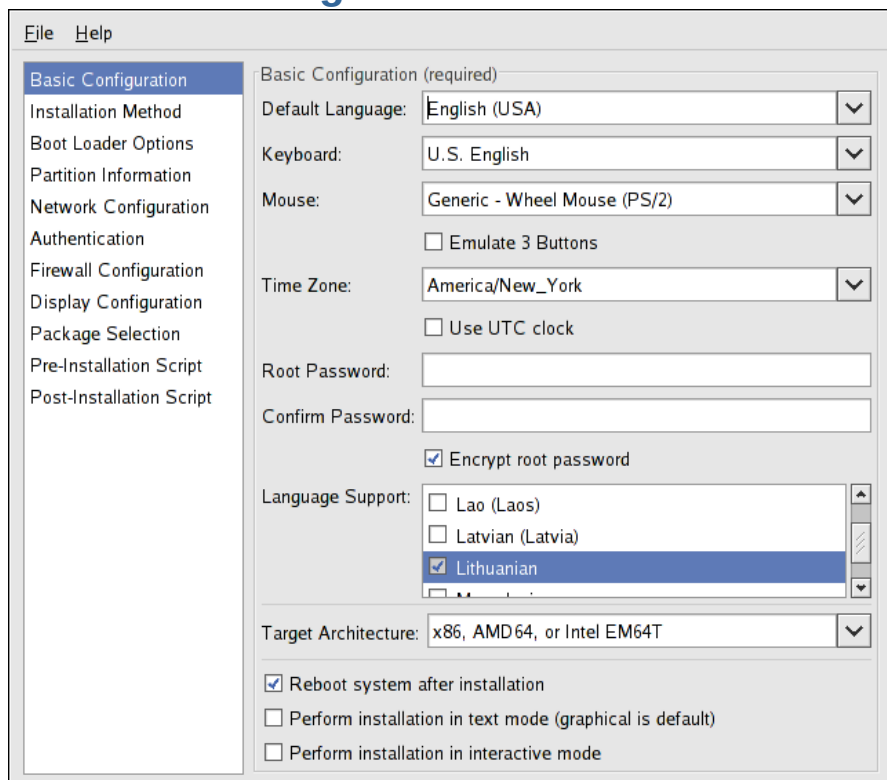 File Help
Basic Configuration
Installation Method
Boot Loader Options
Partition Information
Network Configuration
Authentication
Firewall Configuration
Display Configuration
Package Selection
Pre-Installation Script
Post-Installation Script
Basic Configuration (required)
Default Language: English (USA)
Keyboard: U.S. English
Mouse: Generic - Wheel Mouse (PS/2)
Emulate 3 Buttons
Time Zone: America/New_York
Use UTC clock
Root Password:
Confirm Password:
Encrypt root password
Language Support:
Lao (Laos)
Latvian (Latvia)
Lithuanian
Target Architecture: x86, AMD64, or Intel EM64T
Reboot system after installation
Perform installation in text mode (graphical is default)
Perform installation in interactive mode